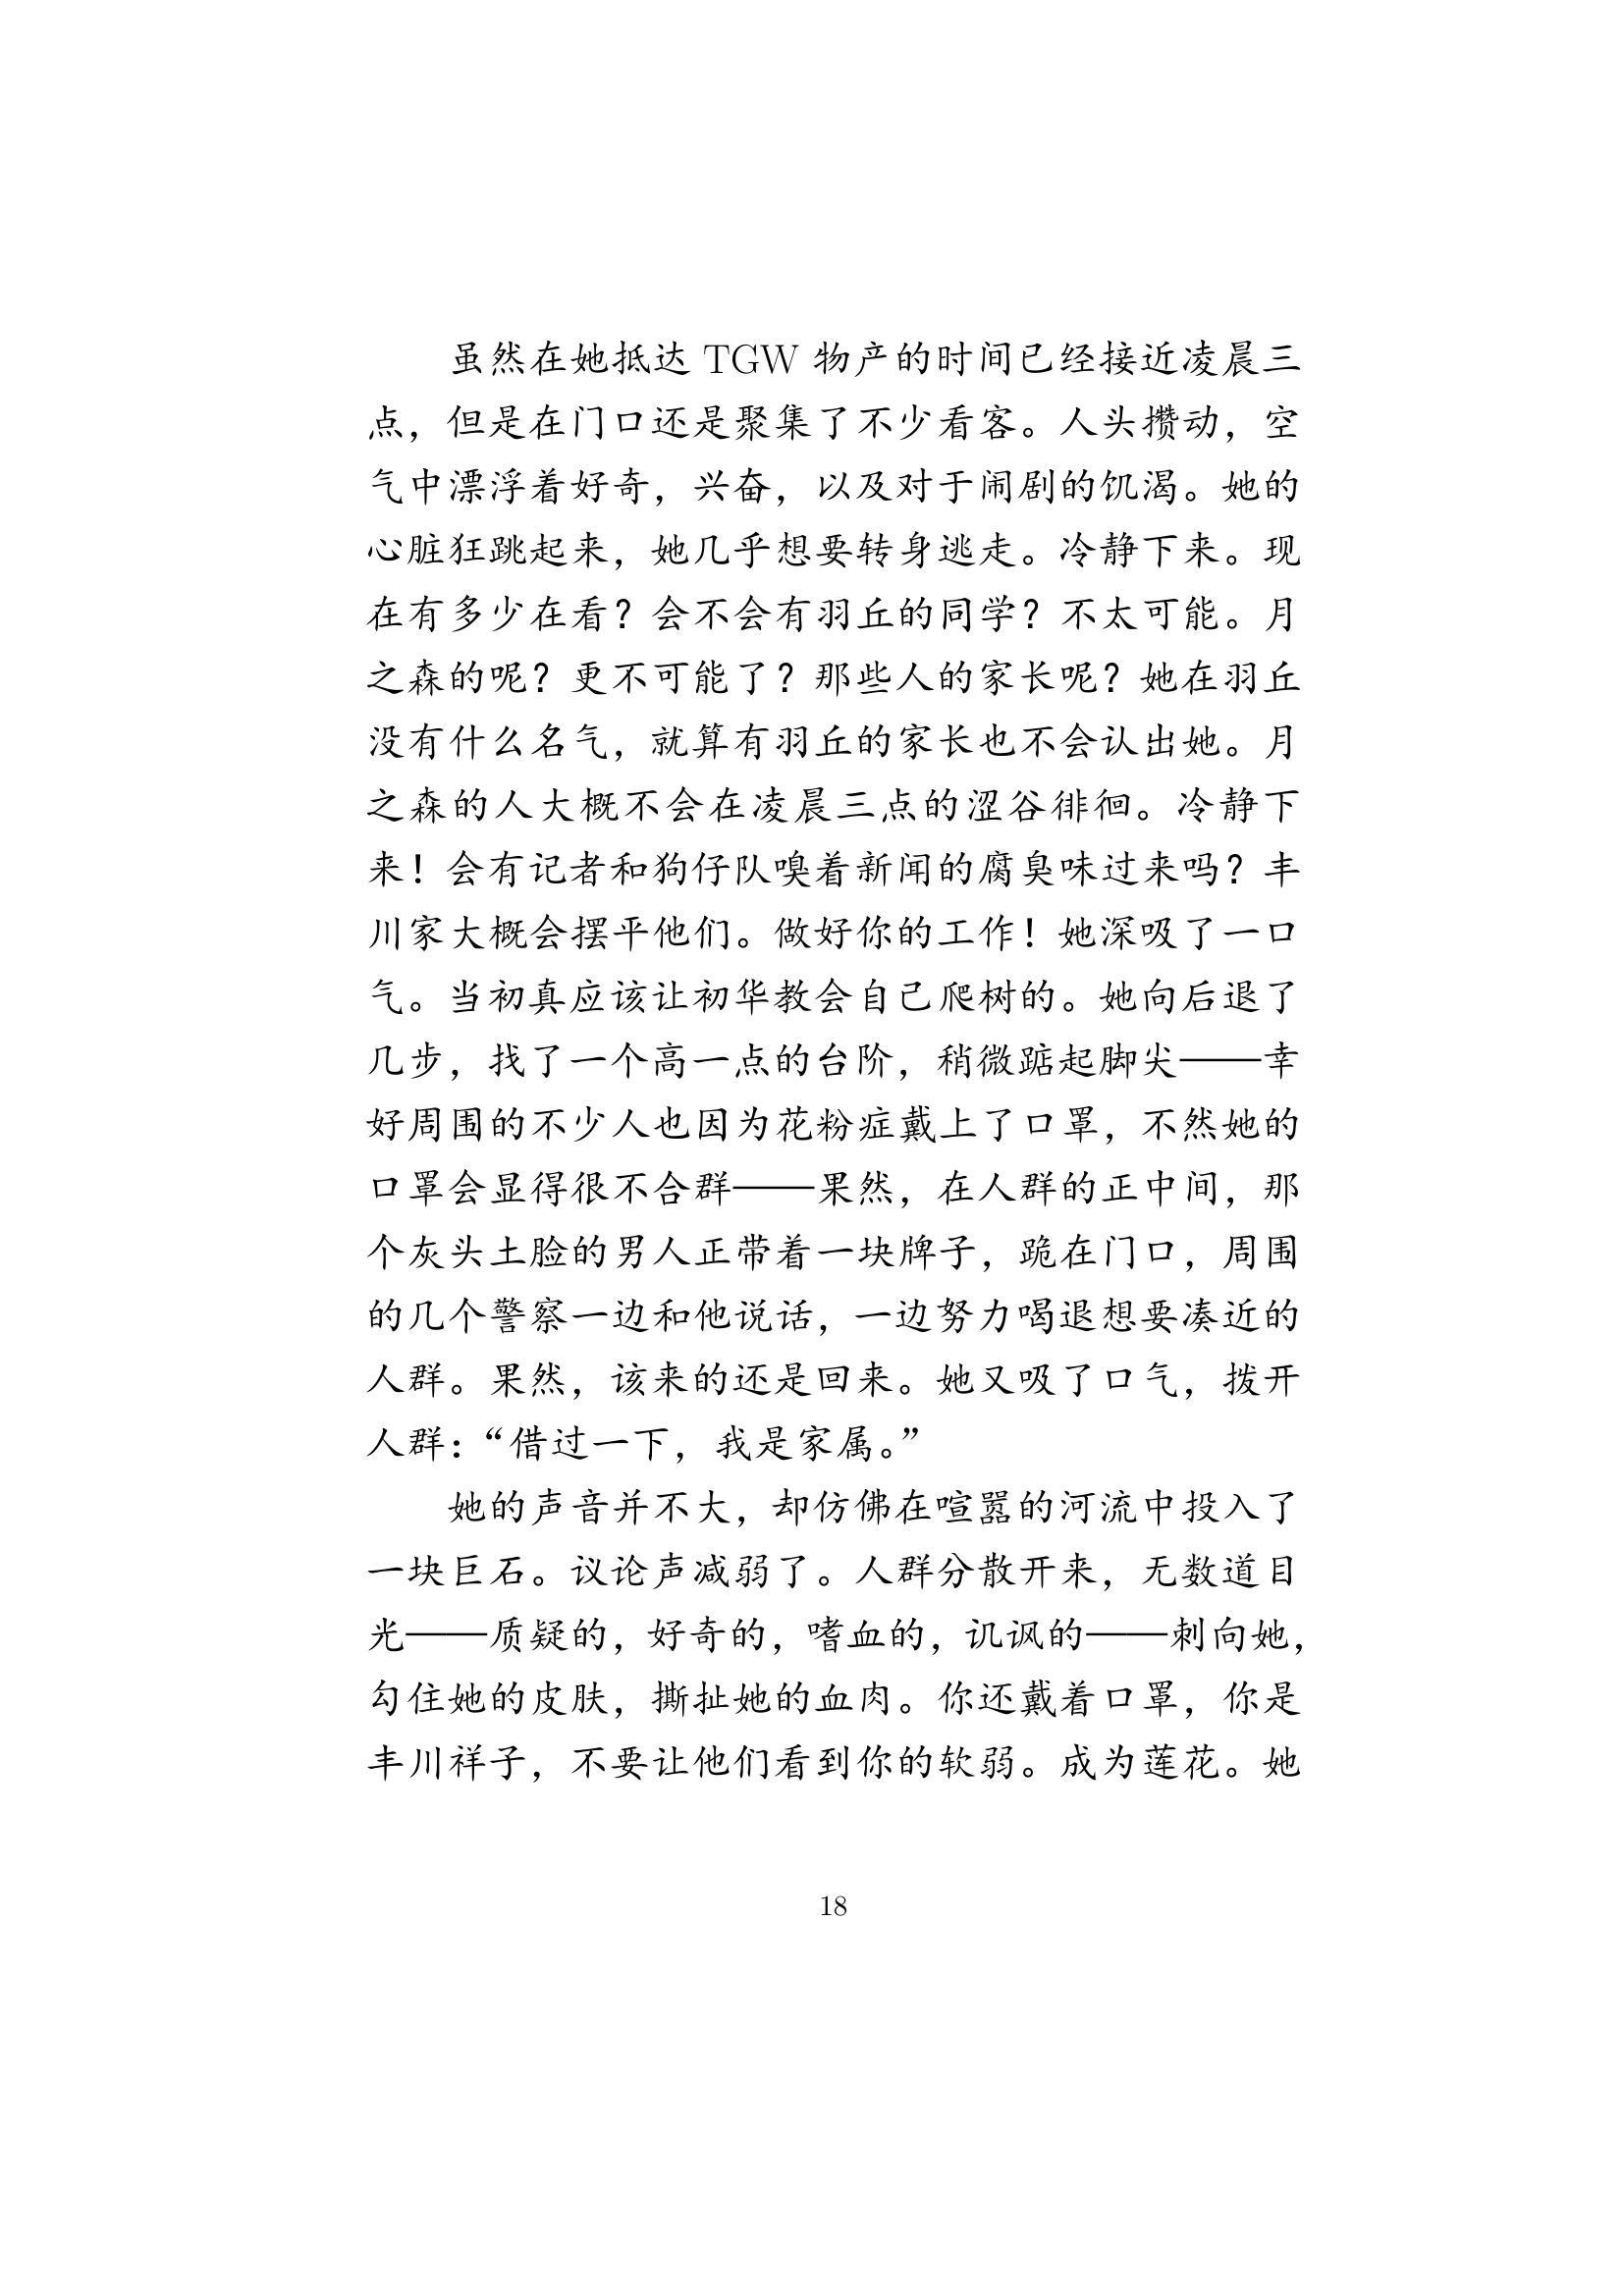 虽然在她抵达 TGW 物产的时间已经接近凌晨三
点，但是在门口还是聚集了不少看客。人头攒动，空
气中漂浮着好奇，兴奋，以及对于闹剧的饥渴。她的
心脏狂跳起来，她几乎想要转身逃走。冷静下来。现
在有多少在看？会不会有羽丘的同学？不太可能。月
之森的呢？更不可能了？那些人的家长呢？她在羽丘
没有什么名气，就算有羽丘的家长也不会认出她。月
之森的人大概不会在凌晨三点的涩谷徘徊。冷静下
来！会有记者和狗仔队嗅着新闻的腐臭味过来吗？丰
川家大概会摆平他们。做好你的工作！她深吸了一口
气。当初真应该让初华教会自己爬树的。她向后退了
几步，找了一个高一点的台阶，稍微踮起脚尖——幸
好周围的不少人也因为花粉症戴上了口罩，不然她的
口罩会显得很不合群——果然，在人群的正中间，那
个灰头土脸的男人正带着一块牌子，跪在门口，周围
的几个警察一边和他说话，一边努力喝退想要凑近的
人群。果然，该来的还是回来。她又吸了口气，拨开
人群：“借过一下，我是家属。”
她的声音并不大，却仿佛在喧嚣的河流中投入了
一块巨石。议论声减弱了。人群分散开来，无数道目
光——质疑的，好奇的，嗜血的，讥讽的——刺向她，
勾住她的皮肤，撕扯她的血肉。你还戴着口罩，你是
丰川祥子，不要让他们看到你的软弱。成为莲花。她
18